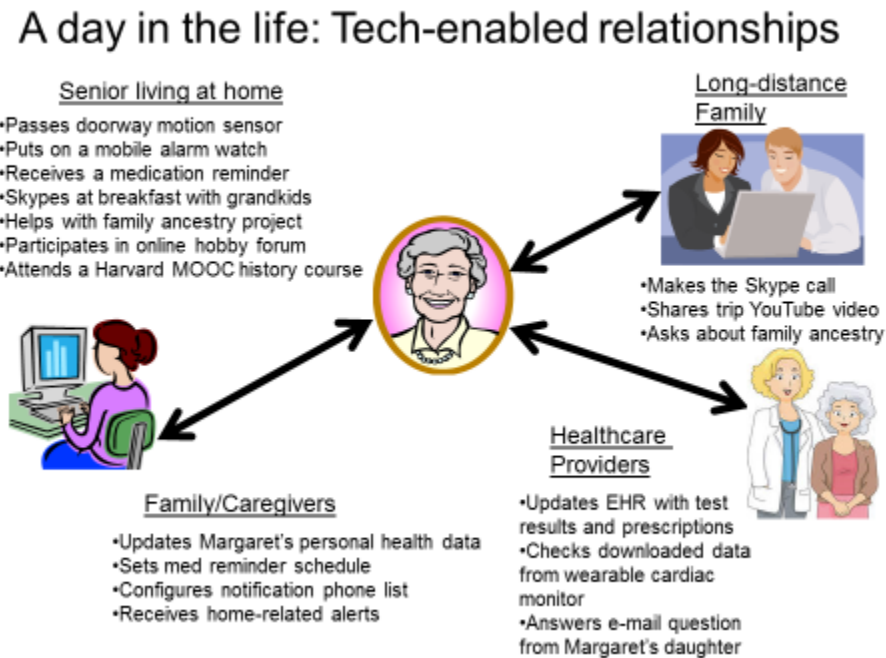 A day in the life: Tech-enabled relationships
Senior living at home
•Passes doorway motion sensor
•Puts on a mobile alarm watch
•Receives a medication reminder
•Skypes at breakfast with grandkids
•Helps with family ancestry project
•Participates in online hobby forum
•Attends a Harvard MOOC history course
Long-distance
Family
•Makes the Skype call
•Shares trip YouTube video
•Asks about family ancestry
Family/Caregivers
•Updates Margaret's personal health data
•Sets med reminder schedule
•Configures notification phone list
•Receives home-related alerts
Healthcare
Providers
•Updates EHR with test
results and prescriptions
•Checks downloaded data
from wearable cardiac
monitor
•Answers e-mail question
from Margaret's daughter